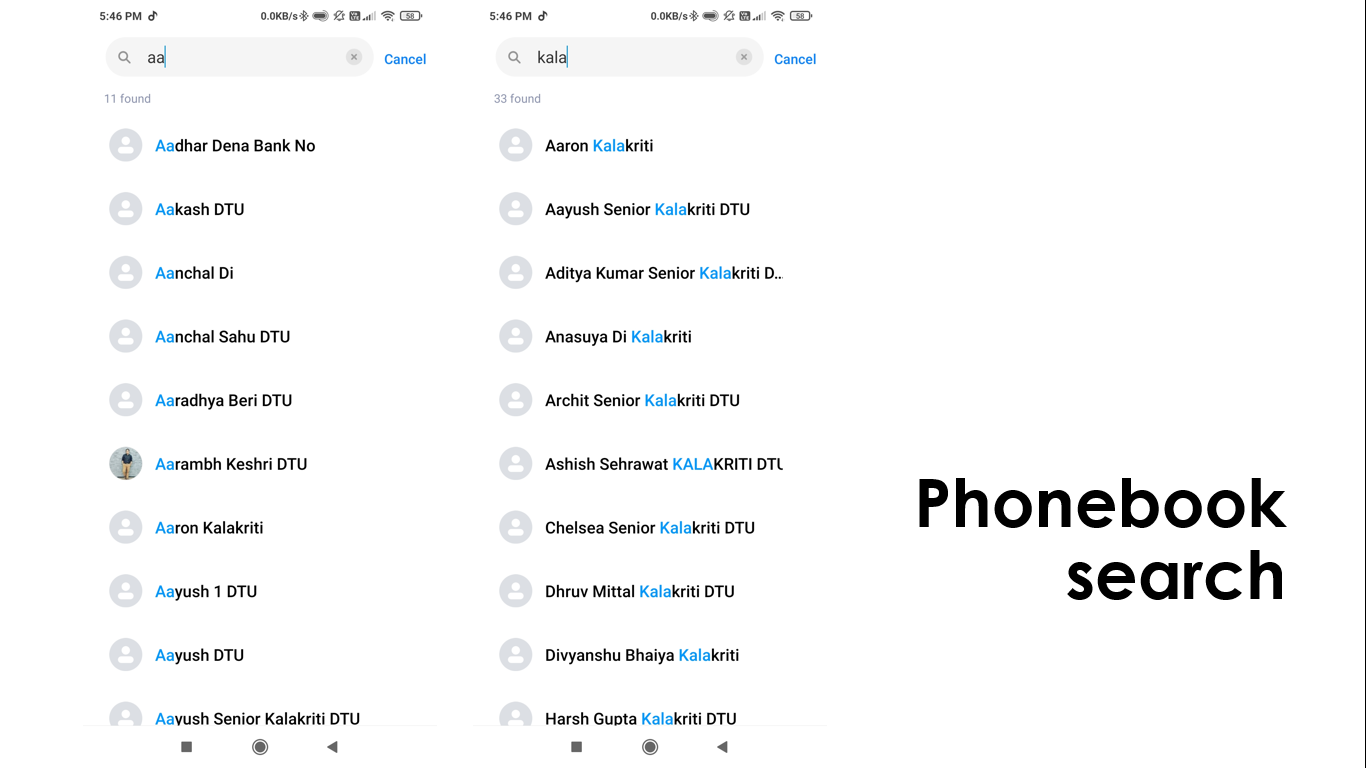 5:46 PM
0.0KB/s
58
aa
Cancel
11 found
Aadhar Dena Bank No
Aakash DTU
Aanchal Di
Aanchal Sahu DTU
Aaradhya Beri DTU
Aarambh Keshri DTU
Aaron Kalakriti
Aayush 1 DTU
Aayush DTU
Aayush Senior Kalakriti DTU
5:46 PM
0.0KB/s
58
kala
Cancel
33 found
Aaron Kalakriti
Aayush Senior Kalakriti DTU
Aditya Kumar Senior Kalakriti D..
Anasuya Di Kalakriti
Archit Senior Kalakriti DTU
Ashish Sehrawat KALAKRITI DTU
Chelsea Senior Kalakriti DTU
Dhruv Mittal Kalakriti DTU
Divyanshu Bhaiya Kalakriti
Harsh Gupta Kalakriti DTU
Phonebook
search